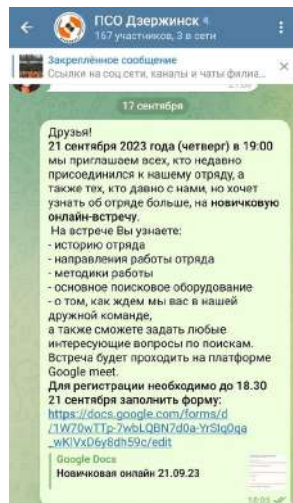 ПСО Дзержинск
167 участников, 3 в сети
Закреплённое сообщение
Ссылки на соц.сети, каналы и чаты филиа...
17 сентября
Друзья!
21 сентября 2023 года (четверг) в 19:00
мы приглашаем всех, кто недавно
присоединился к нашему отряду, а
также тех, кто давно с нами, но хочет
узнать об отряде больше, на новичковую
онлайн-встречу.
На встрече Вы узнаете:
- историю отряда
- направления работы отряда
- методики работы
- основное поисковое оборудование
- о том, как ждем мы вас в нашей
дружной команде,
а также сможете задать любые
интересующие вопросы по поискам.
Встреча будет проходить на платформе
Google meet.
Для регистрации необходимо до 18.30
21 сентября заполнить форму:
https://docs.google.com/forms/d
/1W70wTTp-7wbLQBN7d0a-YrSIq0qa
_wKlVxD6y8dh59c/edit
Google Docs
Новичковая онлайн 21.09.23
18:05